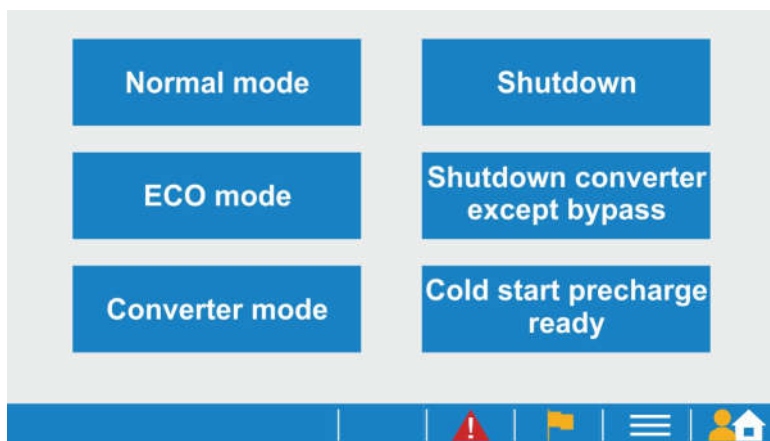 Normal mode
Shutdown
ECO mode
Shutdown converter
except bypass
Converter mode
Cold start precharge
ready